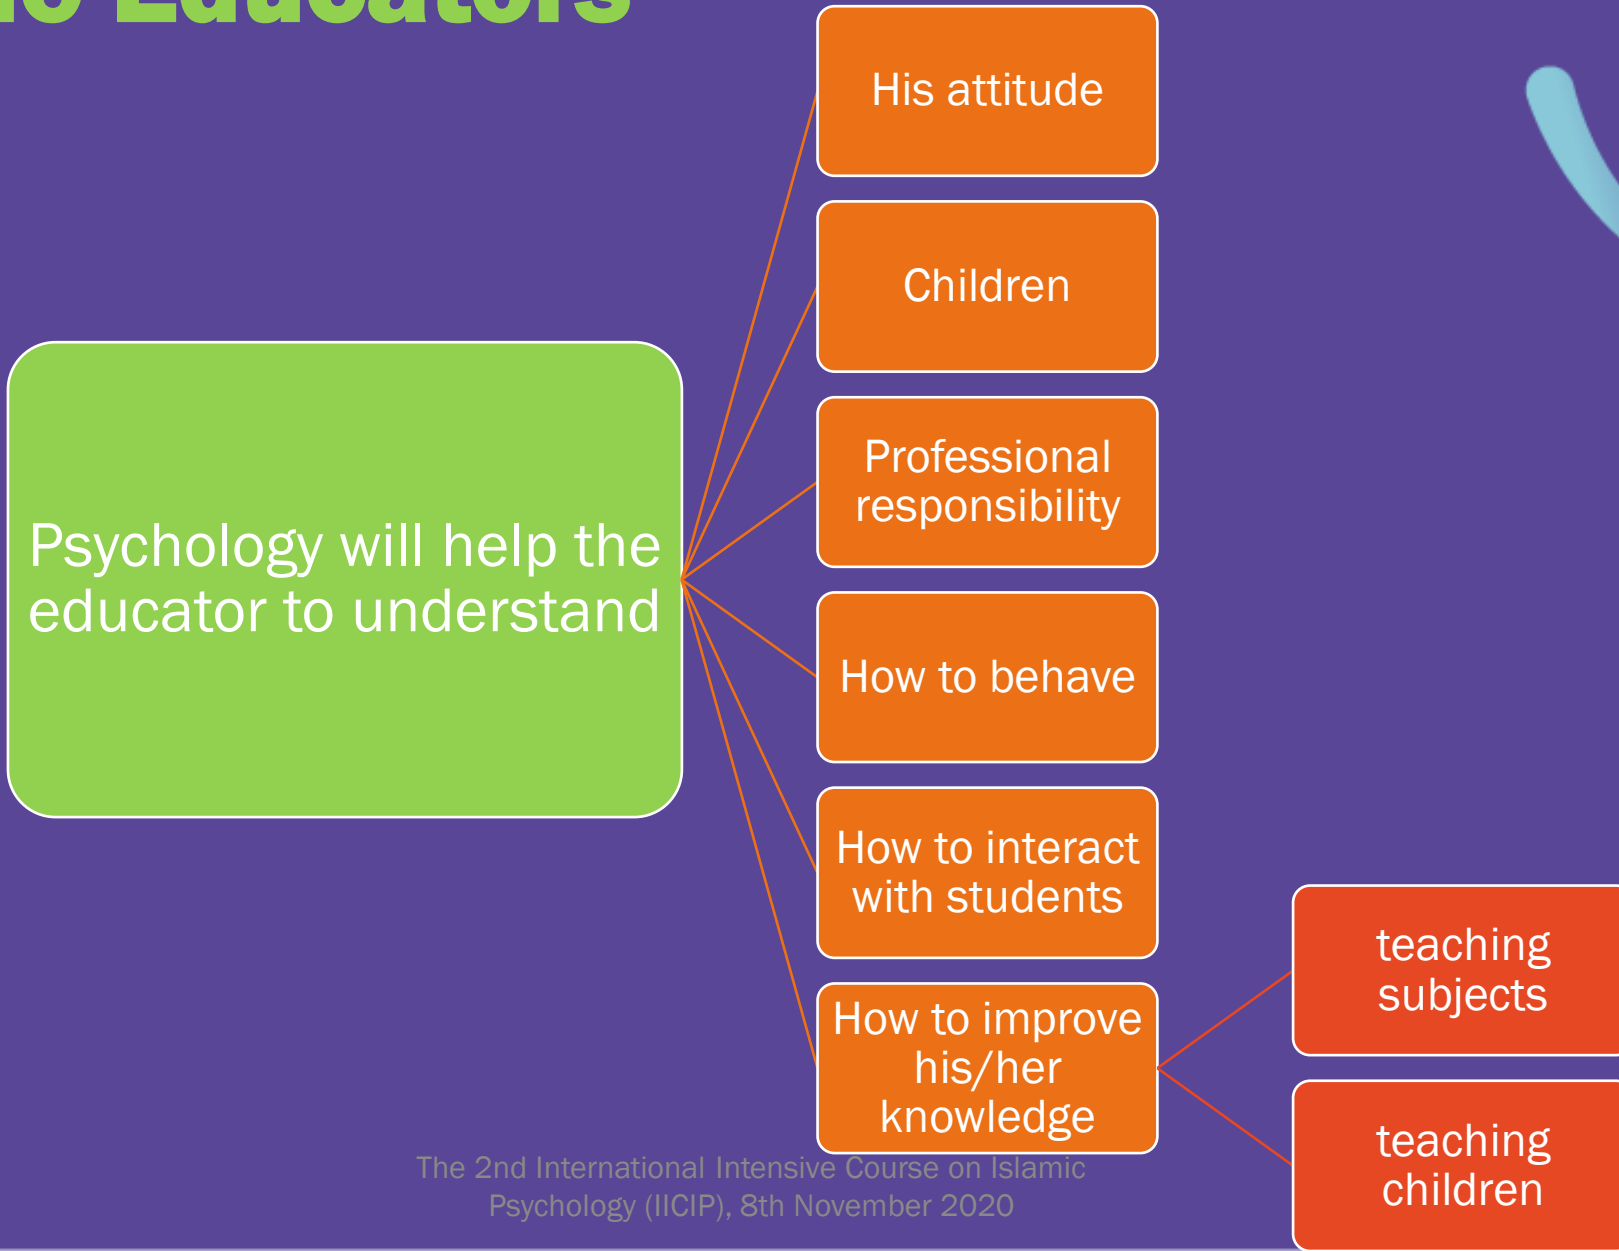 Educators
His attitude
Children
Professional
responsibility
Psychology will help the
educator to understand
How to behave
How to interact
with students
How to improve
his/her
knowledge
teaching
subjects
teaching
children
The 2nd International Intensive Course on Islamic
Psychology (IICIP), 8th November 2020